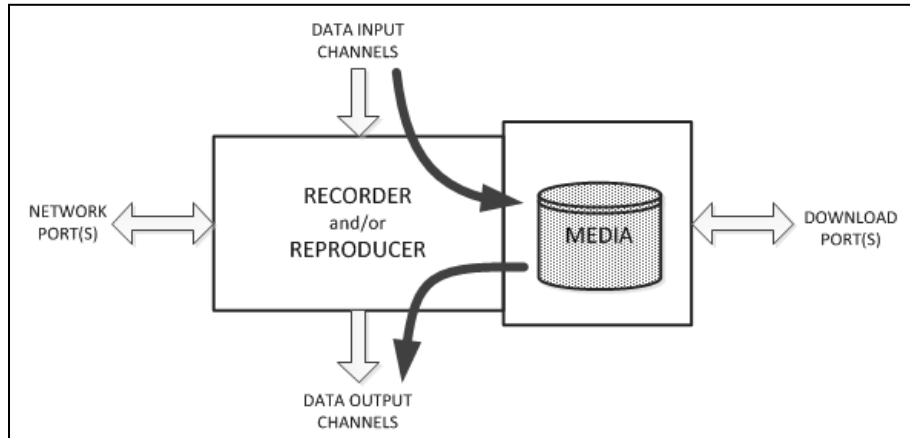 DATA INPUT
CHANNELS
RECORDER
and/or
REPRODUCER
NETWORK
PORT(S)
MEDIA
DOWNLOAD
PORT(S)
DATA OUTPUT
CHANNELS